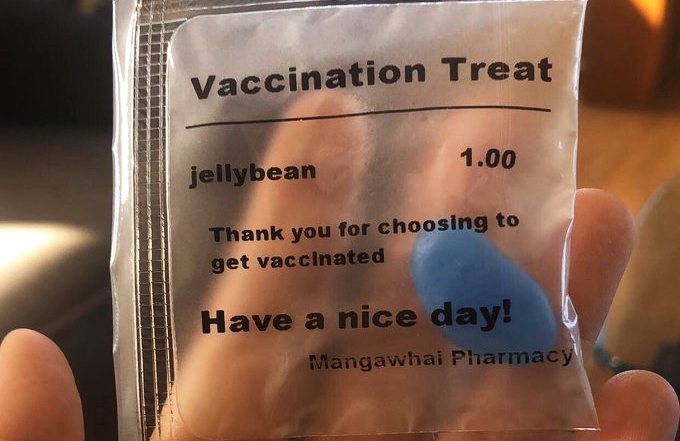 Vaccination Treat
jellybean 1.00
Thank you for choosing to
get vaccinated
Have a nice day!
Mangawhai Pharmacy